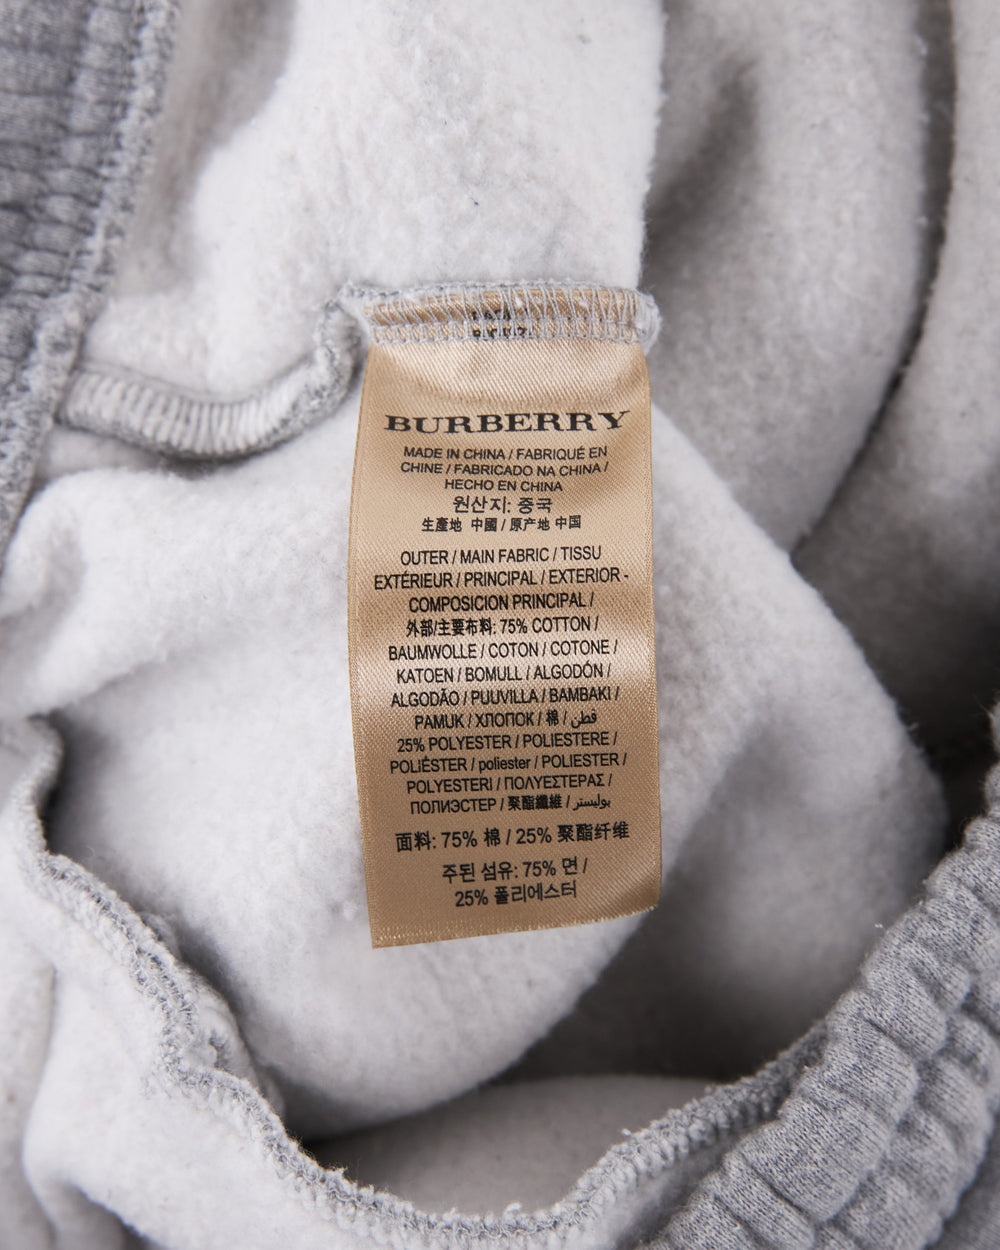 BURBERRY
MADE IN CHINA / FABRIQUÉ EN
CHINE / FABRICADO NA CHINA /
HECHO EN CHINA
원산지: 중국
生產地 中國 / 原产地 中国
OUTER / MAIN FABRIC / TISSU
EXTÉRIEUR / PRINCIPAL / EXTERIOR -
COMPOSICION PRINCIPAL /
外部/主要布料: 75% COTTON /
BAUMWOLLE / COTON / COTONE /
KATOEN / BOMULL / ALGODÓN /
ALGODÃO / PUUVILLA / BAMBAKI /
PAMUK / ХЛОПОК / 棉 / قطن
25% POLYESTER / POLIESTERE /
POLIÉSTER / poliester / POLIESTER /
POLYESTERI / ΠΟΛΥΕΣΤΕΡΑΣ /
ПОЛИЭСТЕР / 聚酯纖維 / بوليستر
面料: 75% 棉 / 25% 聚酯纤维
주된 섬유: 75% 면 /
25% 폴리에스터